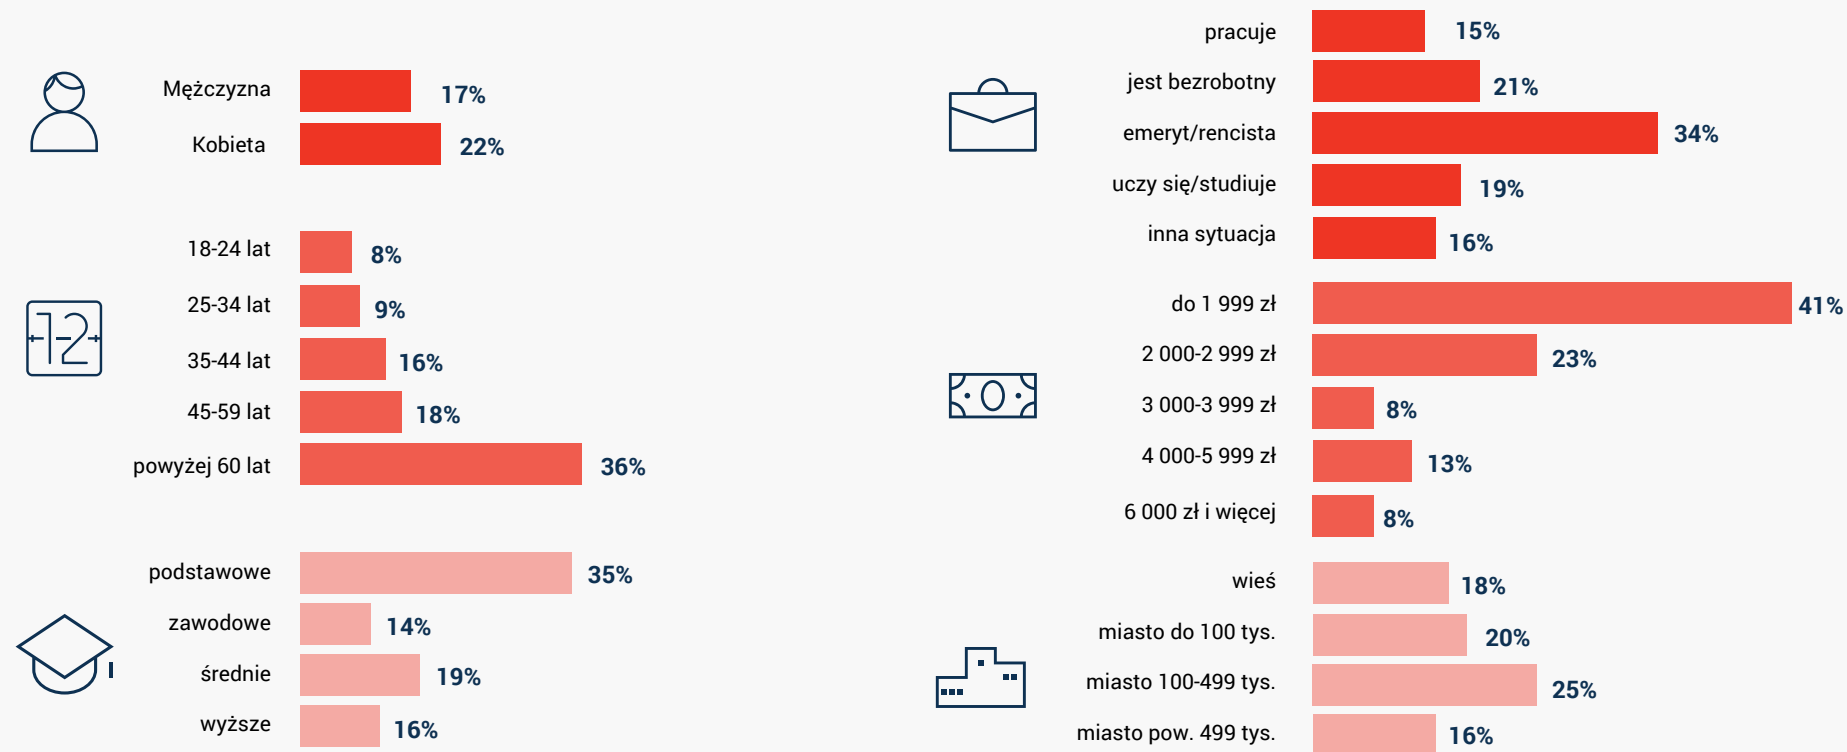 Mężczyzna 17%
Kobieta 22%
18-24 lat 8%
25-34 lat 9%
12
35-44 lat 16%
45-59 lat 18%
powyżej 60 lat 36%
podstawowe 35%
zawodowe 14%
średnie 19%
wyższe 16%
pracuje 15%
jest bezrobotny 21%
emeryt/rencista 34%
uczy się/studiuje 19%
inna sytuacja 16%
do 1 999 zł 41%
2 000-2 999 zł 23%
3 000-3 999 zł 8%
4 000-5 999 zł 13%
6 000 zł i więcej 8%
wieś 18%
miasto do 100 tys. 20%
miasto 100-499 tys. 25%
miasto pow. 499 tys. 16%